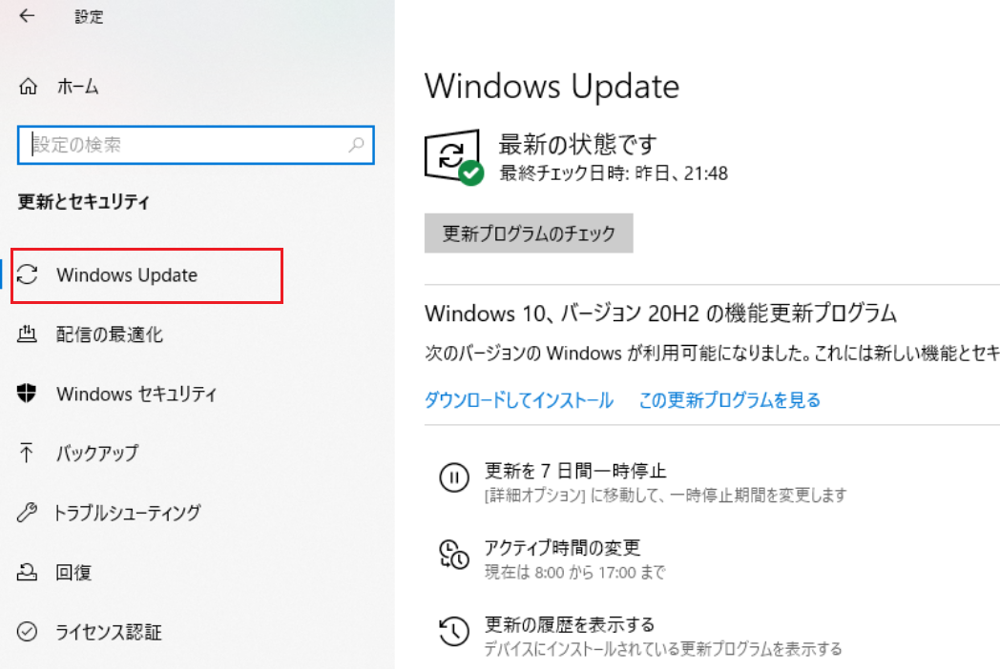 設定
ホーム
設定の検索
更新とセキュリティ
Windows Update
配信の最適化
Windows セキュリティ
バックアップ
トラブルシューティング
回復
ライセンス認証
Windows Update
最新の状態です
最終チェック日時: 昨日、21:48
更新プログラムのチェック
Windows 10、バージョン 20H2 の機能更新プログラム
次のバージョンの Windows が利用可能になりました。これには新しい機能とセキ
ダウンロードしてインストール この更新プログラムを見る
更新を 7 日間一時停止
[詳細オプション] に移動して、一時停止期間を変更します
アクティブ時間の変更
現在は 8:00 から 17:00 まで
更新の履歴を表示する
デバイスにインストールされている更新プログラムを表示する